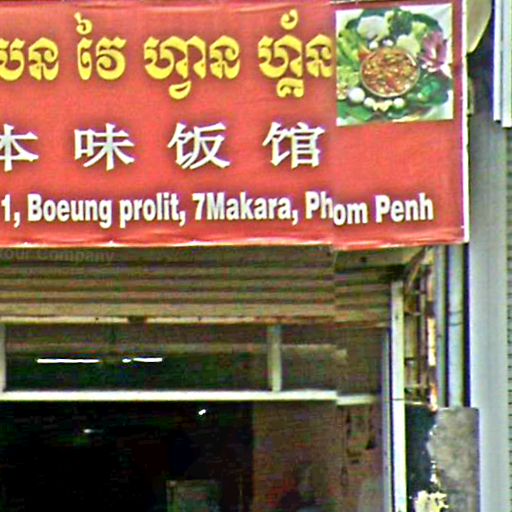 បេន វៃ ហ្វាន ហ្គ័ន
本 味 饭 馆
1, Boeung prolit, 7Makara, Phom Penh